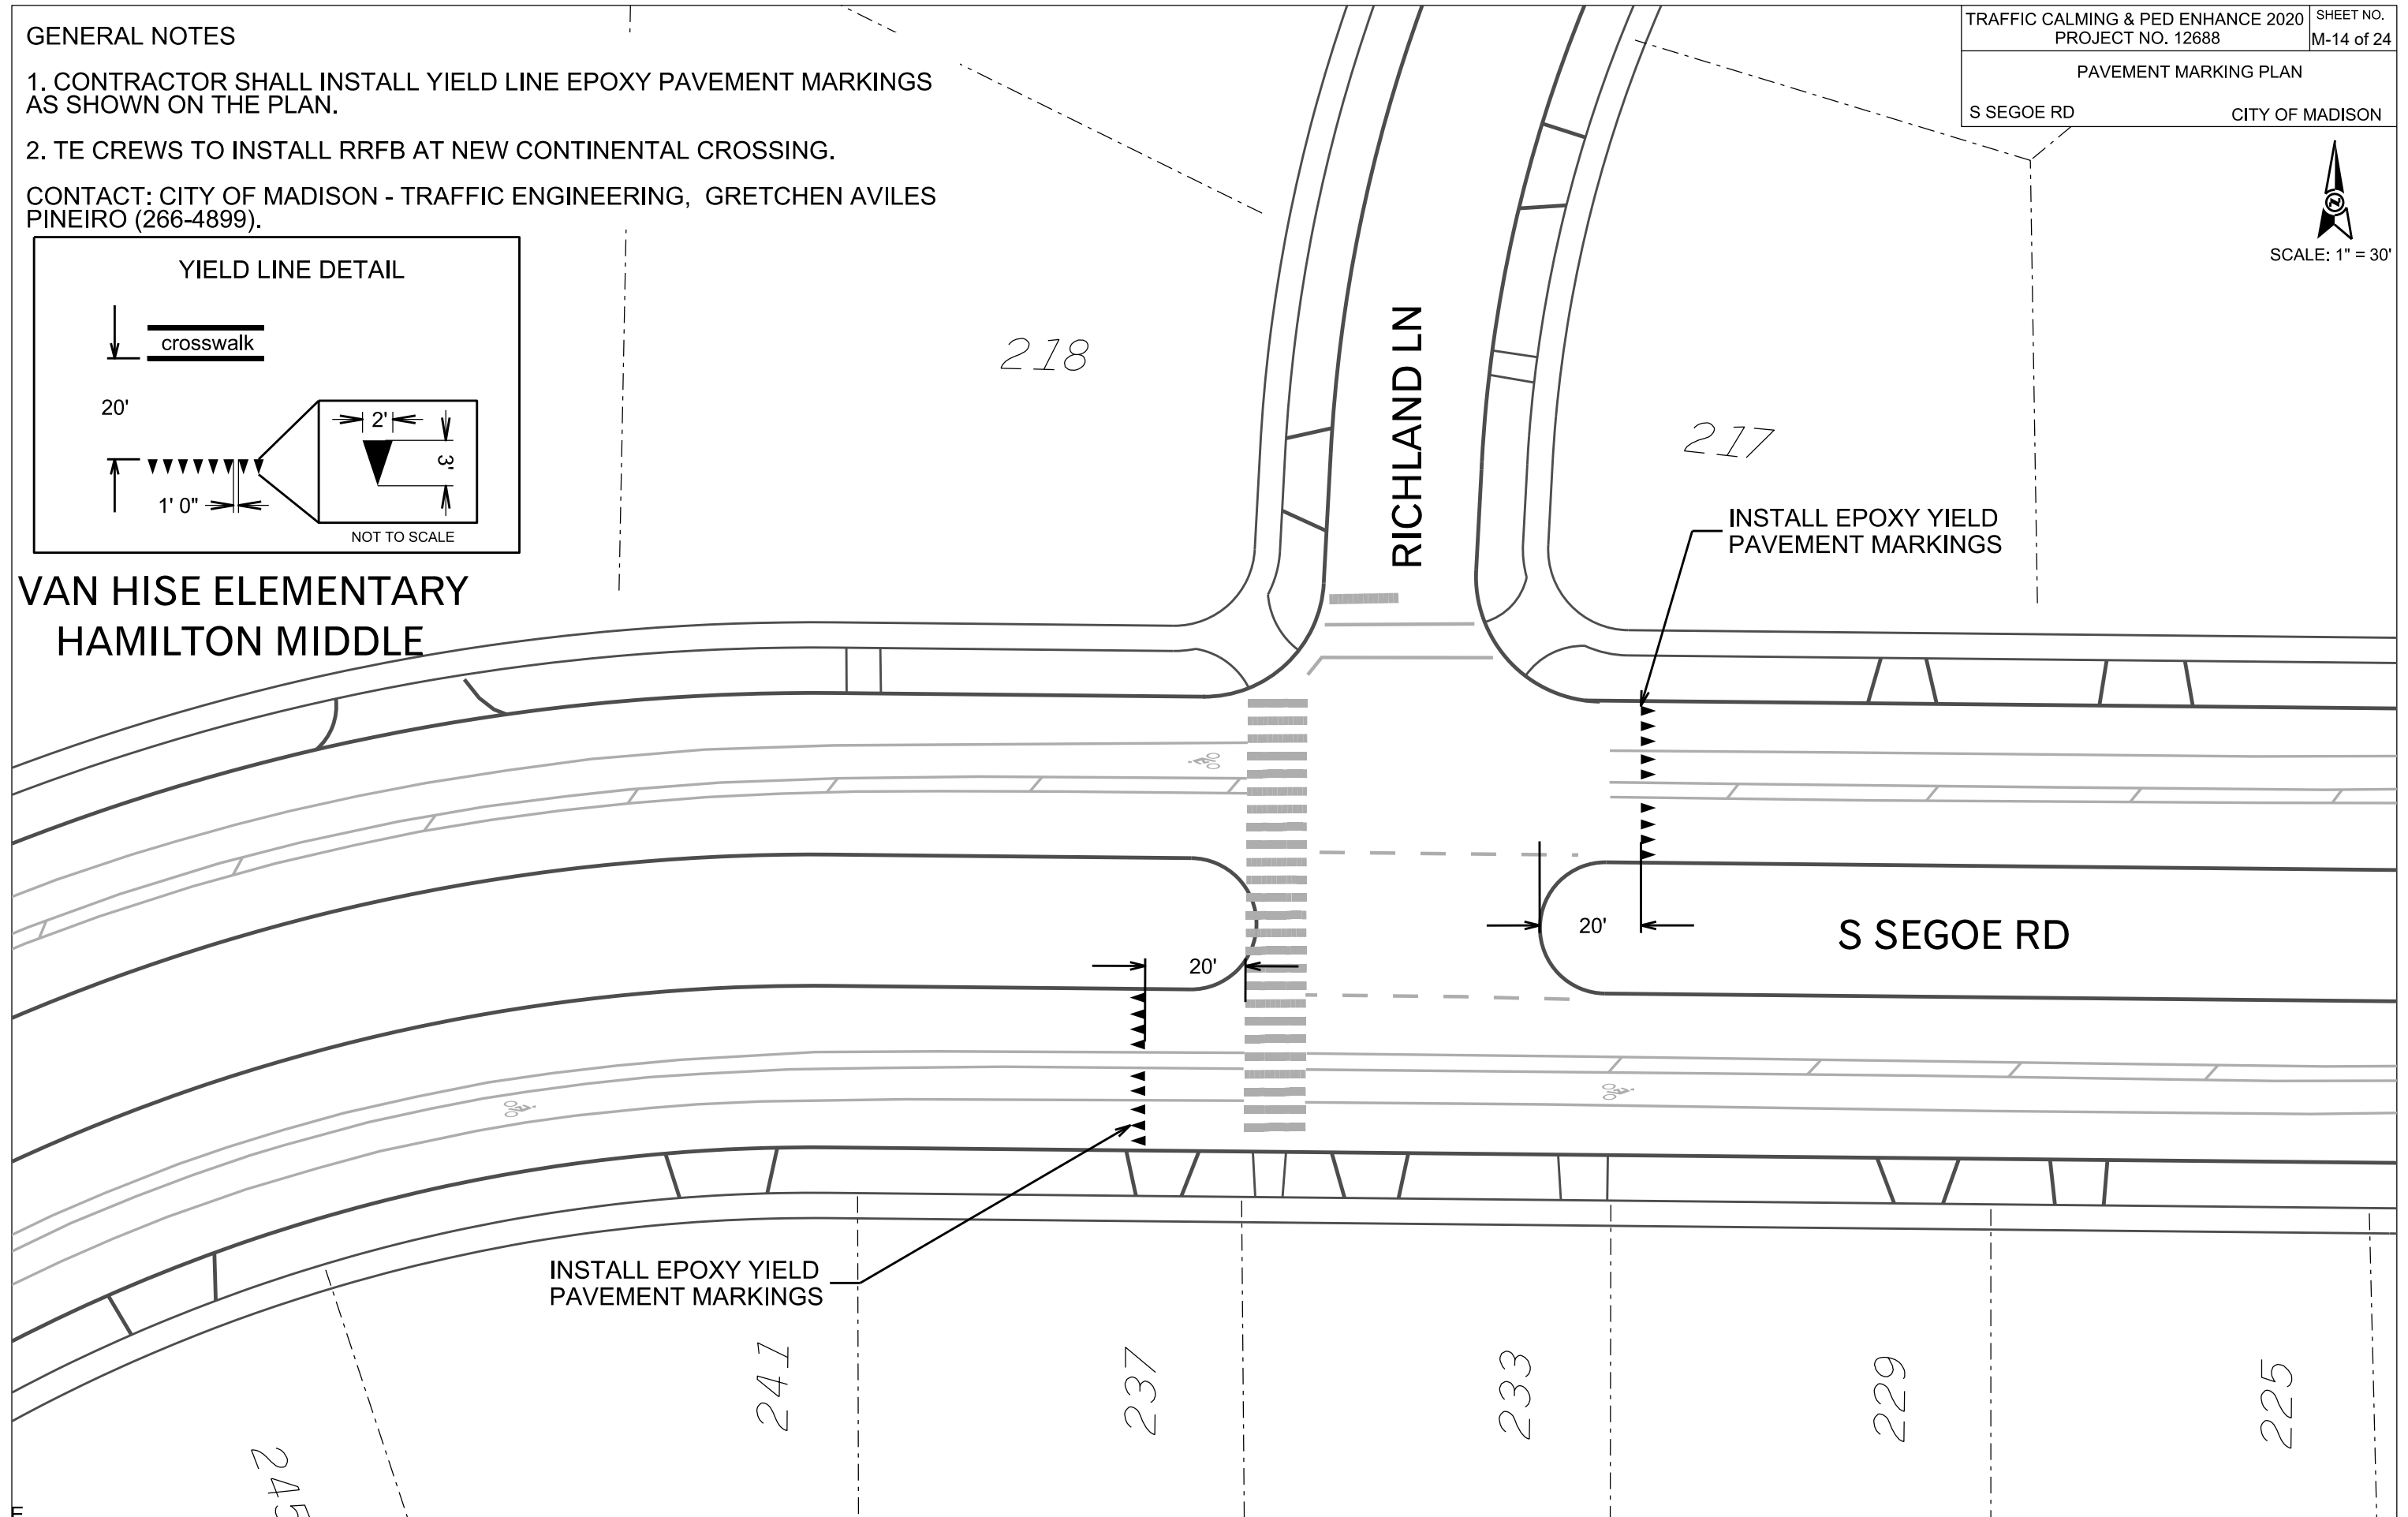 GENERAL NOTES
1. CONTRACTOR SHALL INSTALL YIELD LINE EPOXY PAVEMENT MARKINGS
AS SHOWN ON THE PLAN.
2. TE CREWS TO INSTALL RRFB AT NEW CONTINENTAL CROSSING.
CONTACT: CITY OF MADISON - TRAFFIC ENGINEERING, GRETCHEN AVILES
PINEIRO (266-4899).
TRAFFIC CALMING & PED ENHANCE 2020
PROJECT NO. 12688
SHEET NO.
M-14 of 24
PAVEMENT MARKING PLAN
S SEGOE RD
CITY OF MADISON
N
SCALE: 1" = 30'
YIELD LINE DETAIL
crosswalk
20'
2'
3'
1' 0"
NOT TO SCALE
VAN HISE ELEMENTARY
HAMILTON MIDDLE
218
RICHLAND LN
217
INSTALL EPOXY YIELD
PAVEMENT MARKINGS
20'
S SEGOE RD
20'
INSTALL EPOXY YIELD
PAVEMENT MARKINGS
245
241
237
233
229
225